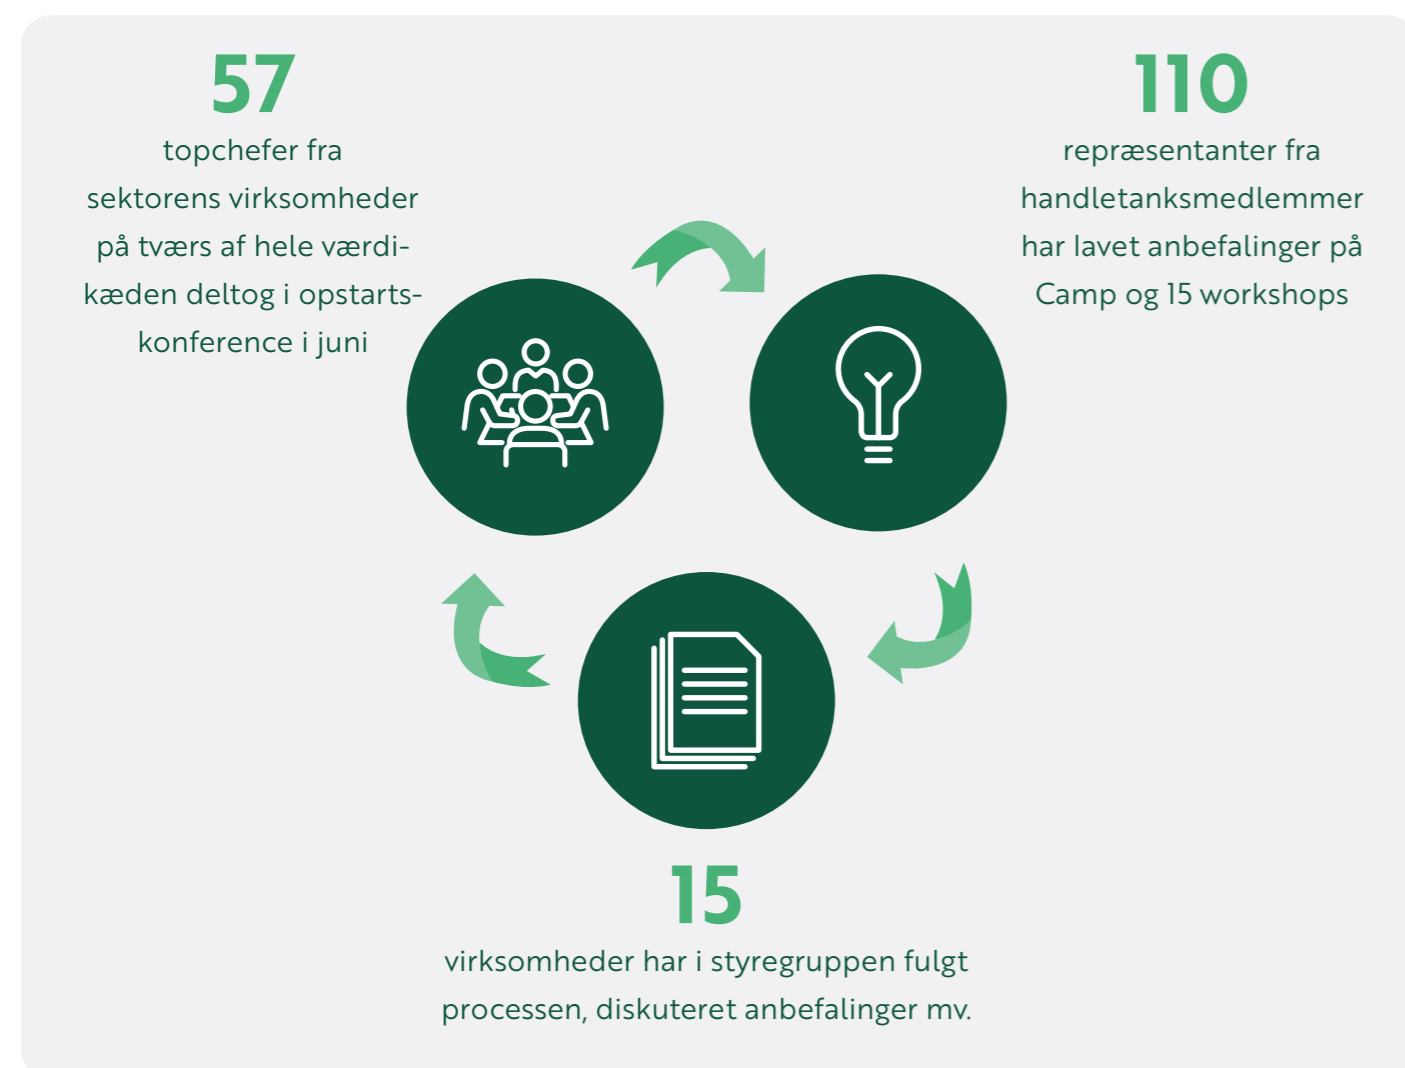 57
topchefer fra
sektorens virksomheder
på tværs af hele værdi-
kæden deltog i opstarts-
konference i juni
110
repræsentanter fra
handletanksmedlemmer
har lavet anbefalinger på
Camp og 15 workshops
15
virksomheder har i styregruppen fulgt
processen, diskuteret anbefalinger mv.